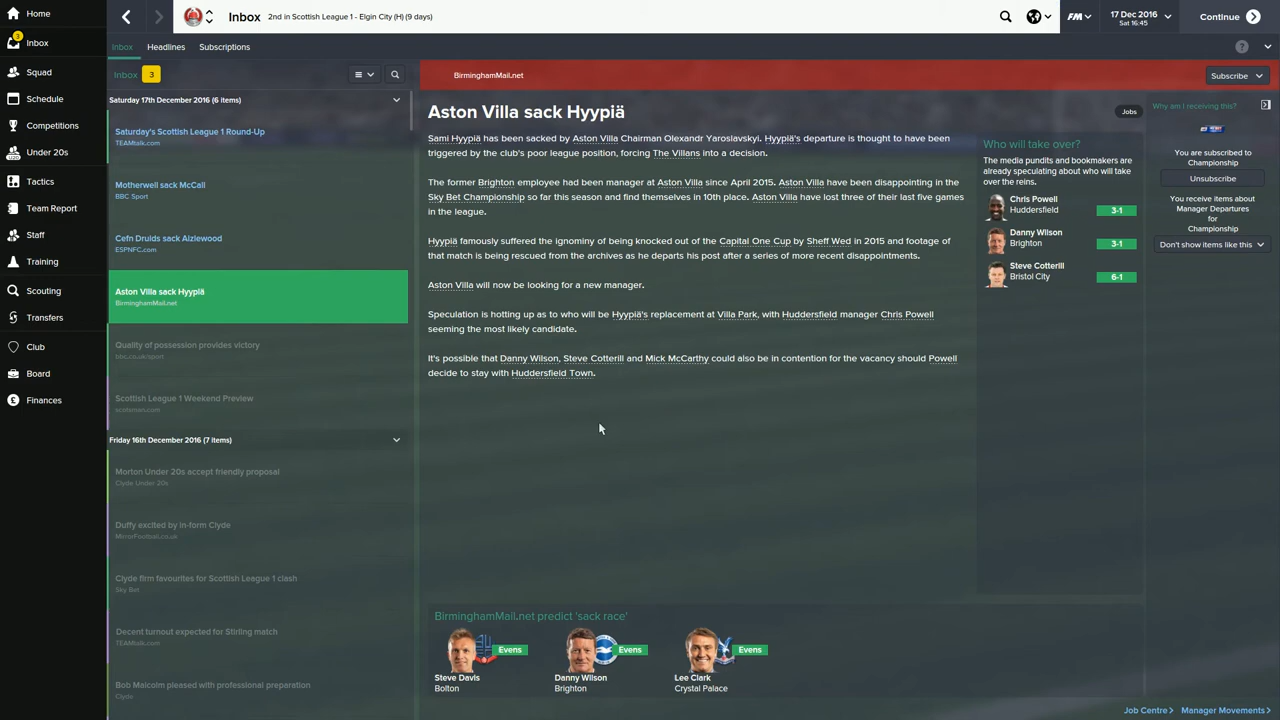 Home
3
Inbox
Squad
Schedule
Competitions
Under 20s
Tactics
Team Report
Staff
Training
Scouting
Transfers
Club
Board
Finances
Inbox
2nd in Scottish League 1 - Elgin City (H) (9 days)
FM
17 Dec 2016
Sat 16:45
Continue
Inbox
Headlines
Subscriptions
?
Inbox
3
Saturday 17th December 2016 (6 items)
Saturday's Scottish League 1 Round-Up
TEAMtalk.com
Motherwell sack McCall
BBC Sport
Cefn Druids sack Aizlewood
ESPNFC.com
Aston Villa sack Hyypiä
BirminghamMail.net
Quality of possession provides victory
bbc.co.uk/sport
Scottish League 1 Weekend Preview
scotsman.com
Friday 16th December 2016 (7 items)
Morton Under 20s accept friendly proposal
Clyde Under 20s
Duffy excited by in-form Clyde
MirrorFootball.co.uk
Clyde firm favourites for Scottish League 1 clash
Sky Bet
Decent turnout expected for Stirling match
TEAMtalk.com
Bob Malcolm pleased with professional preparation
Clyde
BirminghamMail.net
Subscribe
Aston Villa sack Hyypiä
Jobs
Sami Hyypiä has been sacked by Aston Villa Chairman Olexandr Yaroslavskyi. Hyypiä's departure is thought to have been
triggered by the club's poor league position, forcing The Villans into a decision.
The former Brighton employee had been manager at Aston Villa since April 2015. Aston Villa have been disappointing in the
Sky Bet Championship so far this season and find themselves in 10th place. Aston Villa have lost three of their last five games
in the league.
Hyypiä famously suffered the ignominy of being knocked out of the Capital One Cup by Sheff Wed in 2015 and footage of
that match is being rescued from the archives as he departs his post after a series of more recent disappointments.
Aston Villa will now be looking for a new manager.
Speculation is hotting up as to who will be Hyypiä's replacement at Villa Park, with Huddersfield manager Chris Powell
seeming the most likely candidate.
It's possible that Danny Wilson, Steve Cotterill and Mick McCarthy could also be in contention for the vacancy should Powell
decide to stay with Huddersfield Town.
Who will take over?
The media pundits and bookmakers are
already speculating about who will take
over the reins.
Chris Powell
Huddersfield
3-1
Danny Wilson
Brighton
3-1
Steve Cotterill
Bristol City
6-1
Why am I receiving this?
You are subscribed to
Championship
Unsubscribe
You receive items about
Manager Departures
for
Championship
Don't show items like this
BirminghamMail.net predict 'sack race'
Evens
Steve Davis
Bolton
Evens
Danny Wilson
Brighton
Evens
Lee Clark
Crystal Palace
Job Centre
Manager Movements